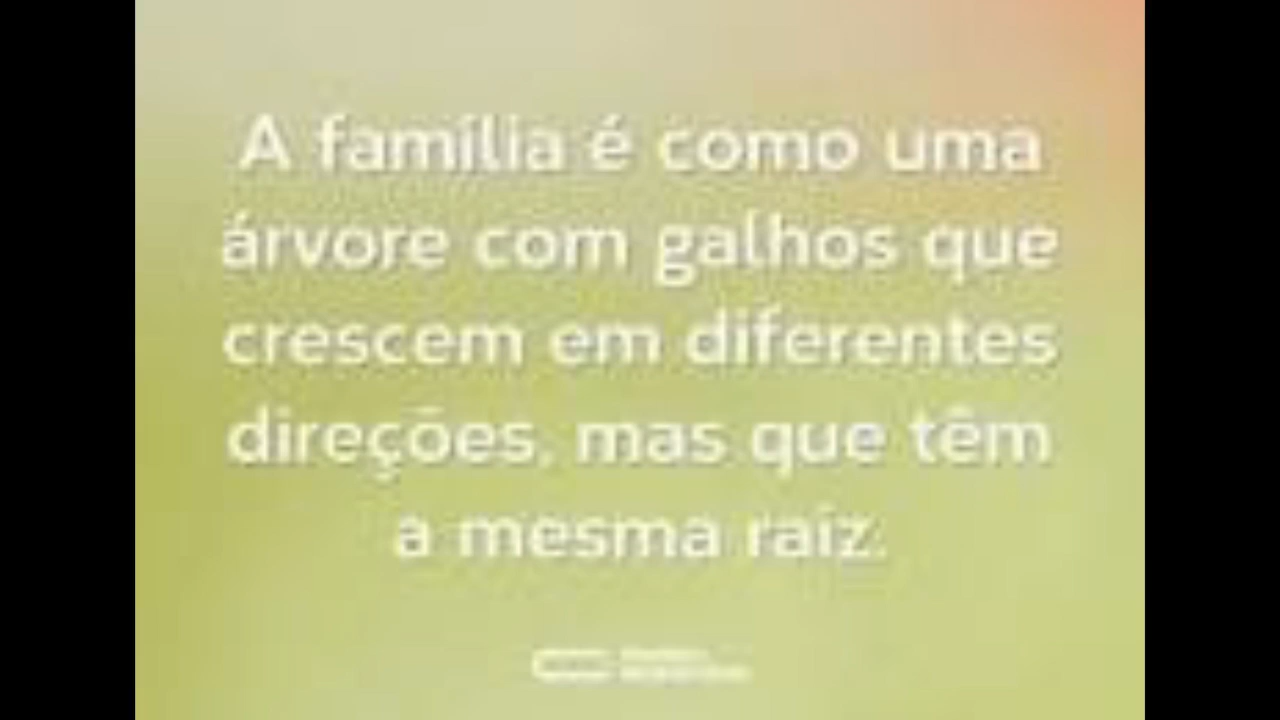 A família é como uma
árvore com galhos que
crescem em diferentes
direções, mas que têm
a mesma raiz.